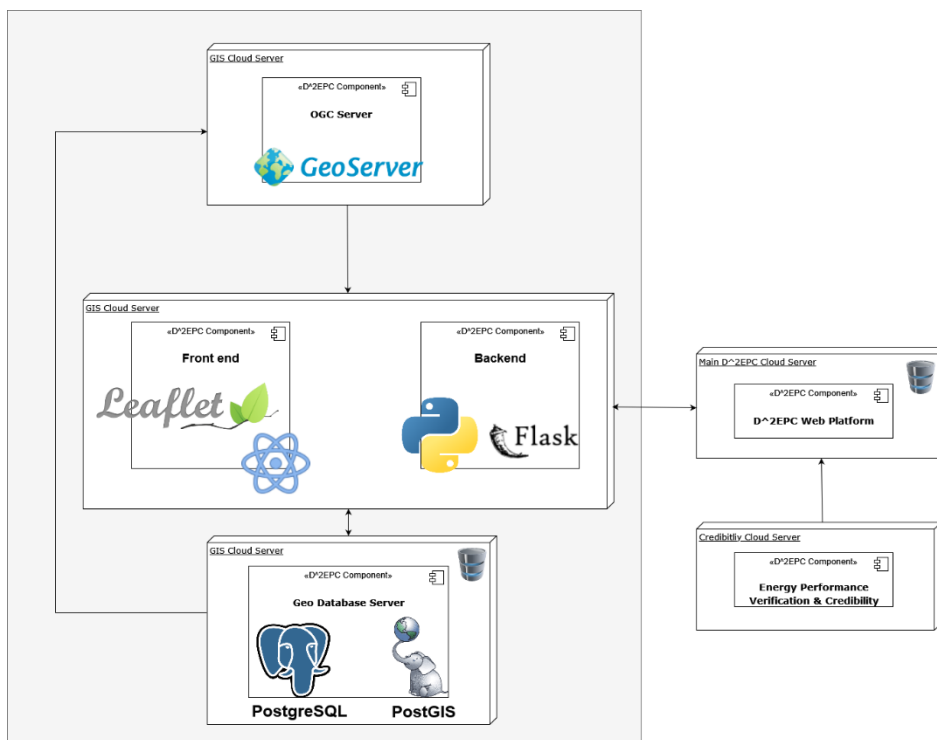 GIS Cloud Server
«D^2EPC Component»
OGC Server
GeoServer
GIS Cloud Server
«D^2EPC Component»
Front end
Leaflet
«D^2EPC Component»
Backend
Flask
GIS Cloud Server
«D^2EPC Component»
Geo Database Server
PostgreSQL
PostGIS
Main D^2EPC Cloud Server
«D^2EPC Component»
D^2EPC Web Platform
Credibitliy Cloud Server
«D^2EPC Component»
Energy Performance
Verification & Credibility